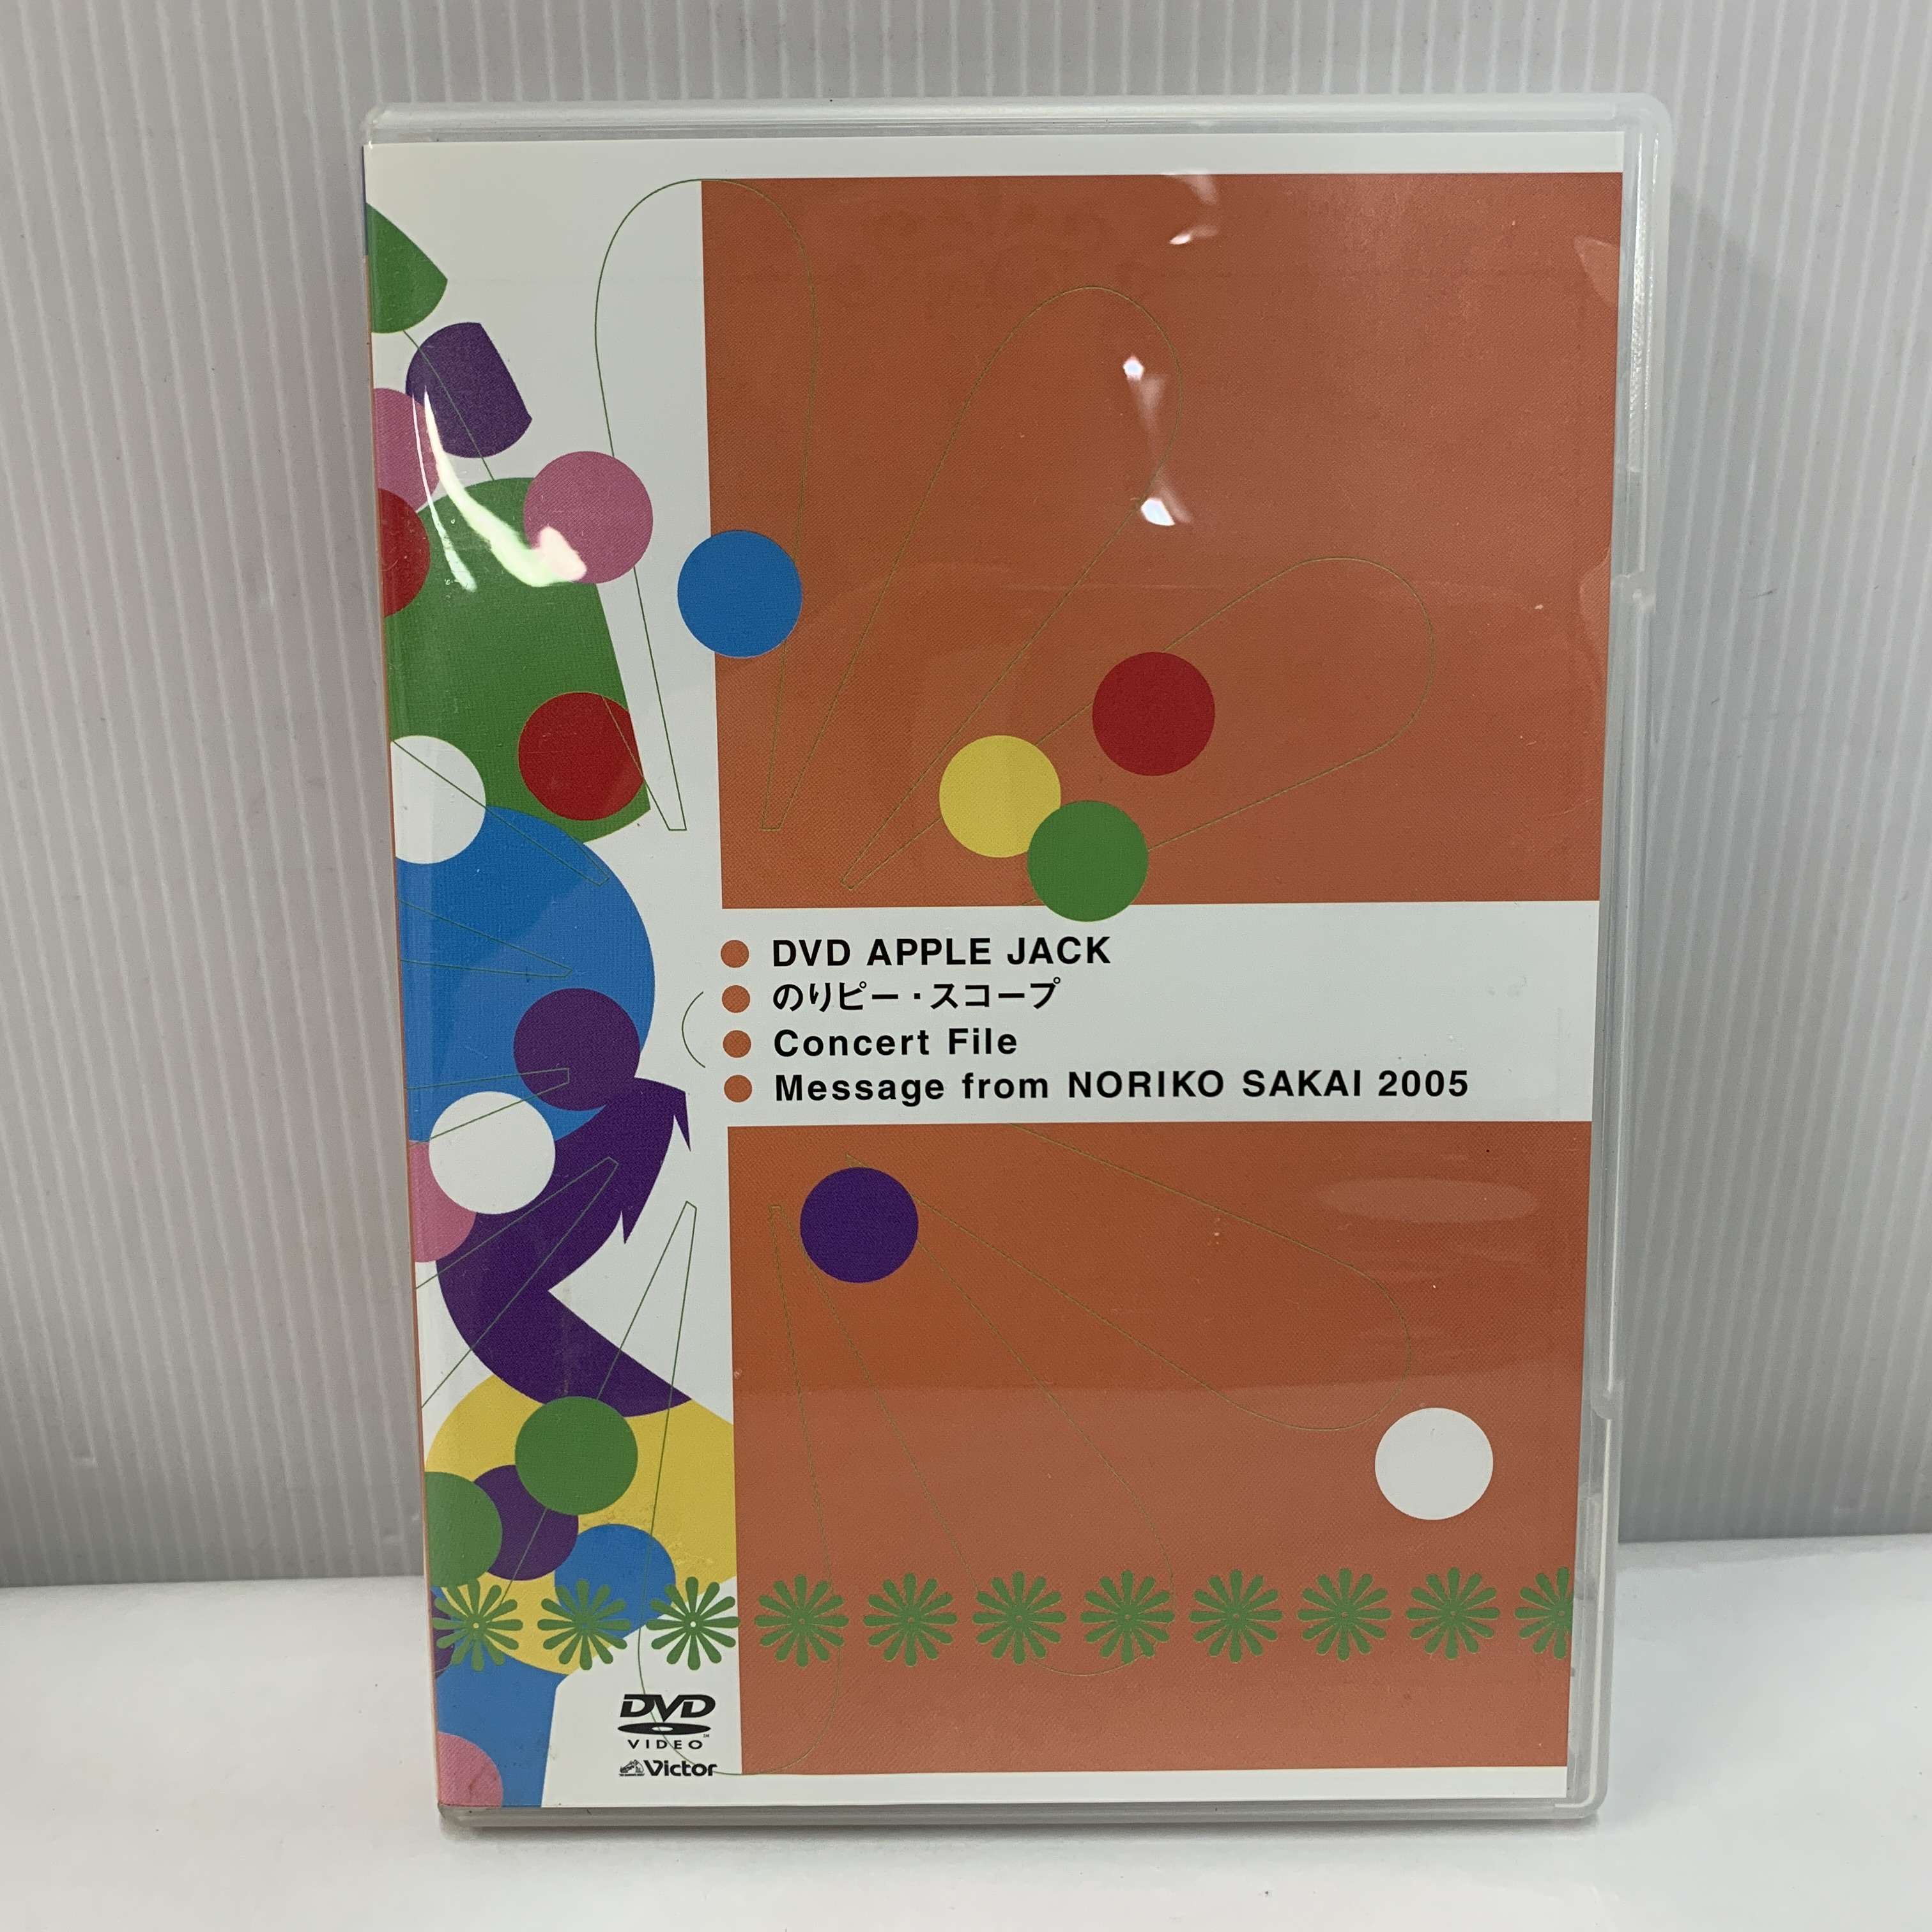 DVD APPLE JACK
のりピー・スコープ
Concert File
Message from NORIKO SAKAI 2005
DVD
VIDEO
Victor